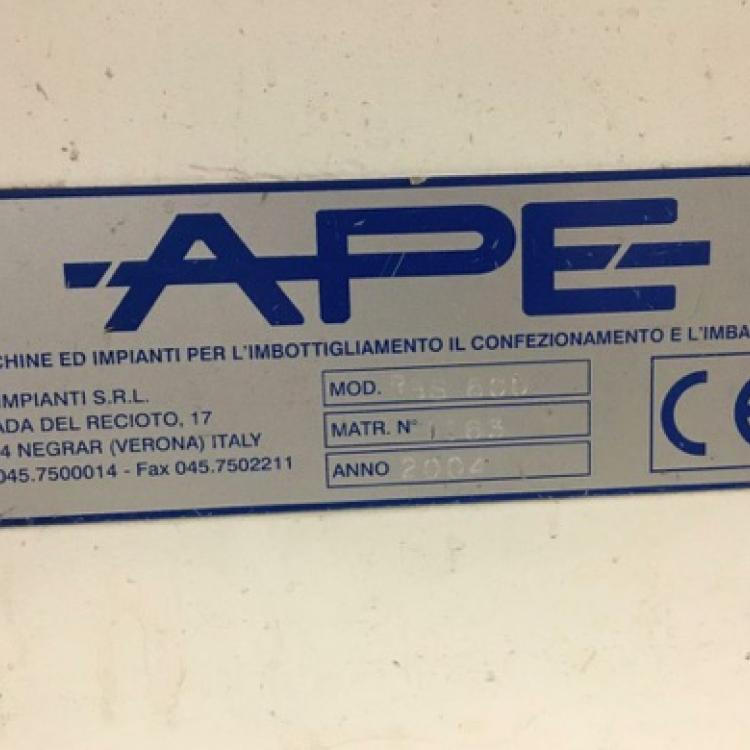 APE
CHINE ED IMPIANTI PER L'IMBOTTIGLIAMENTO IL CONFEZIONAMENTO E L'IMBA
IMPIANTI S.R.L.
ADA DEL RECIOTO, 17
4 NEGRAR (VERONA) ITALY
045.7500014 - Fax 045.7502211
MOD.
MATR. N°
ANNO 2004
CE